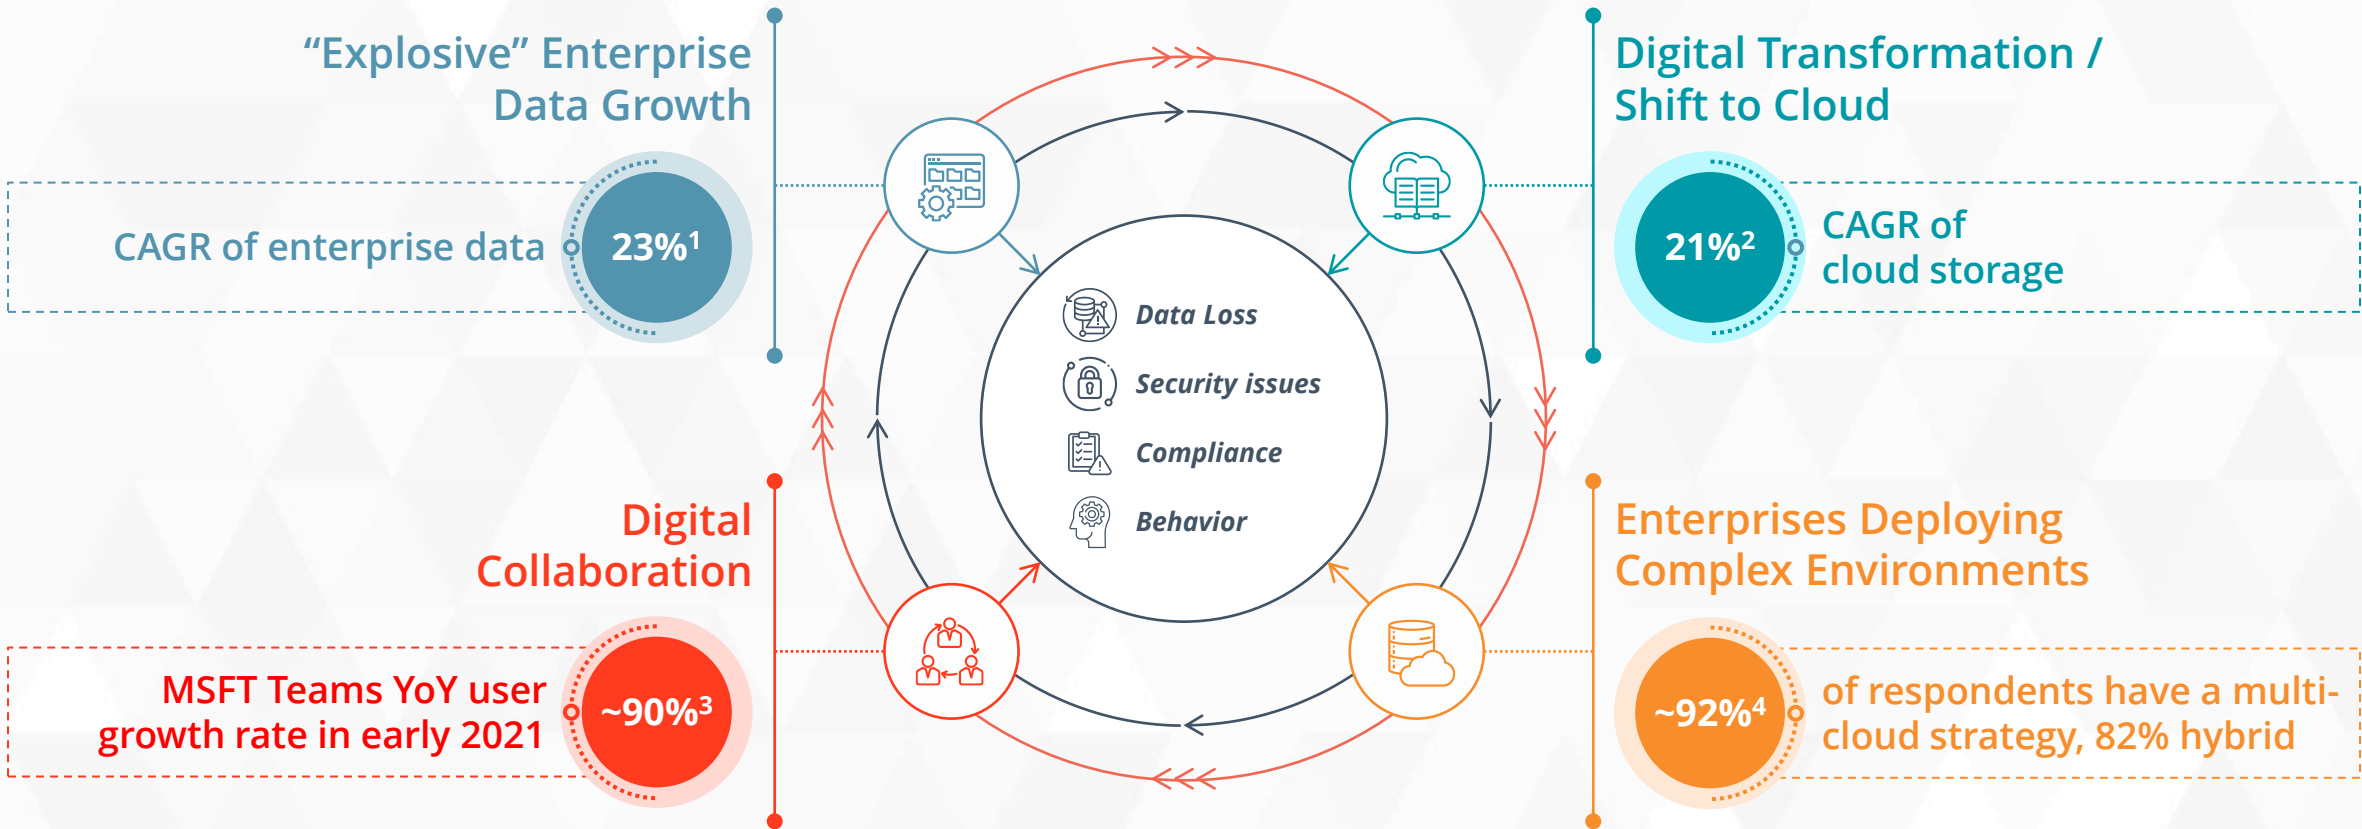 “Explosive” Enterprise
Data Growth
CAGR of enterprise data
23%¹
Digital Transformation /
Shift to Cloud
21%²
CAGR of
cloud storage
Data Loss
Security issues
Compliance
Behavior
Digital
Collaboration
MSFT Teams YoY user
growth rate in early 2021
~90%³
Enterprises Deploying
Complex Environments
~92%⁴
of respondents have a multi-
cloud strategy, 82% hybrid